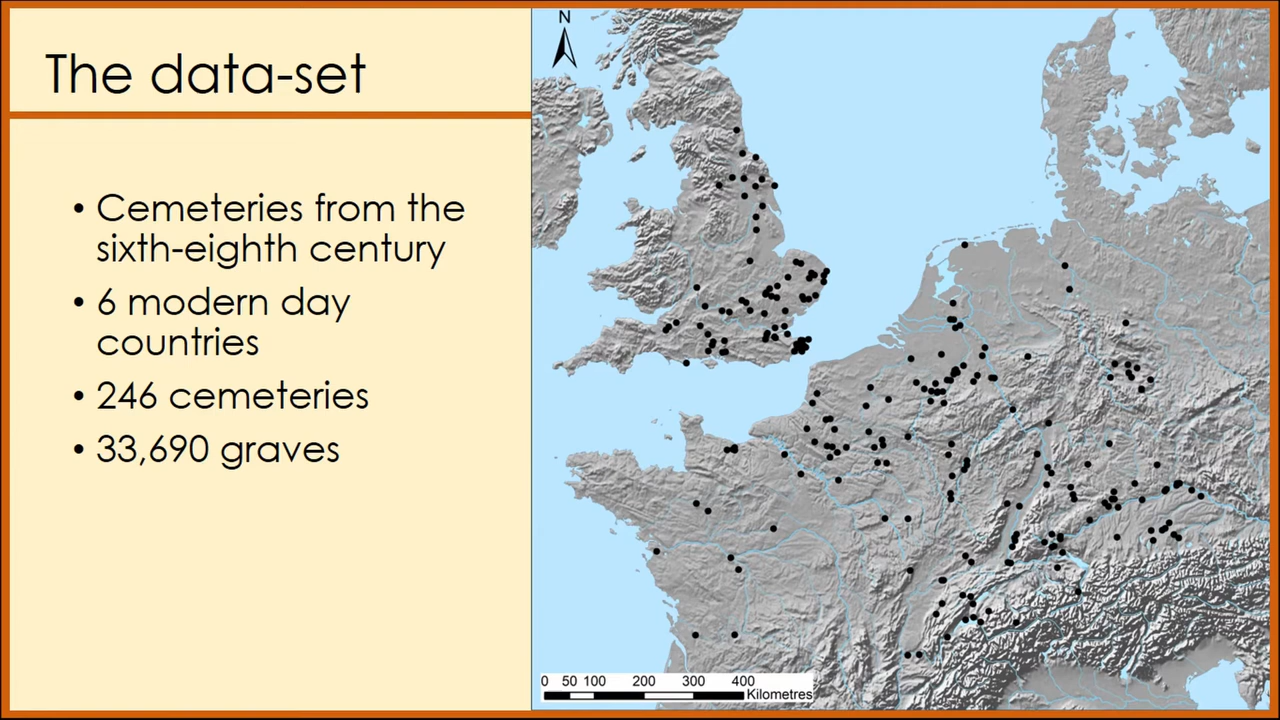 The data-set
• Cemeteries from the
sixth-eighth century
• 6 modern day
countries
• 246 cemeteries
• 33,690 graves
N
0 50 100 200 300 400
Kilometres